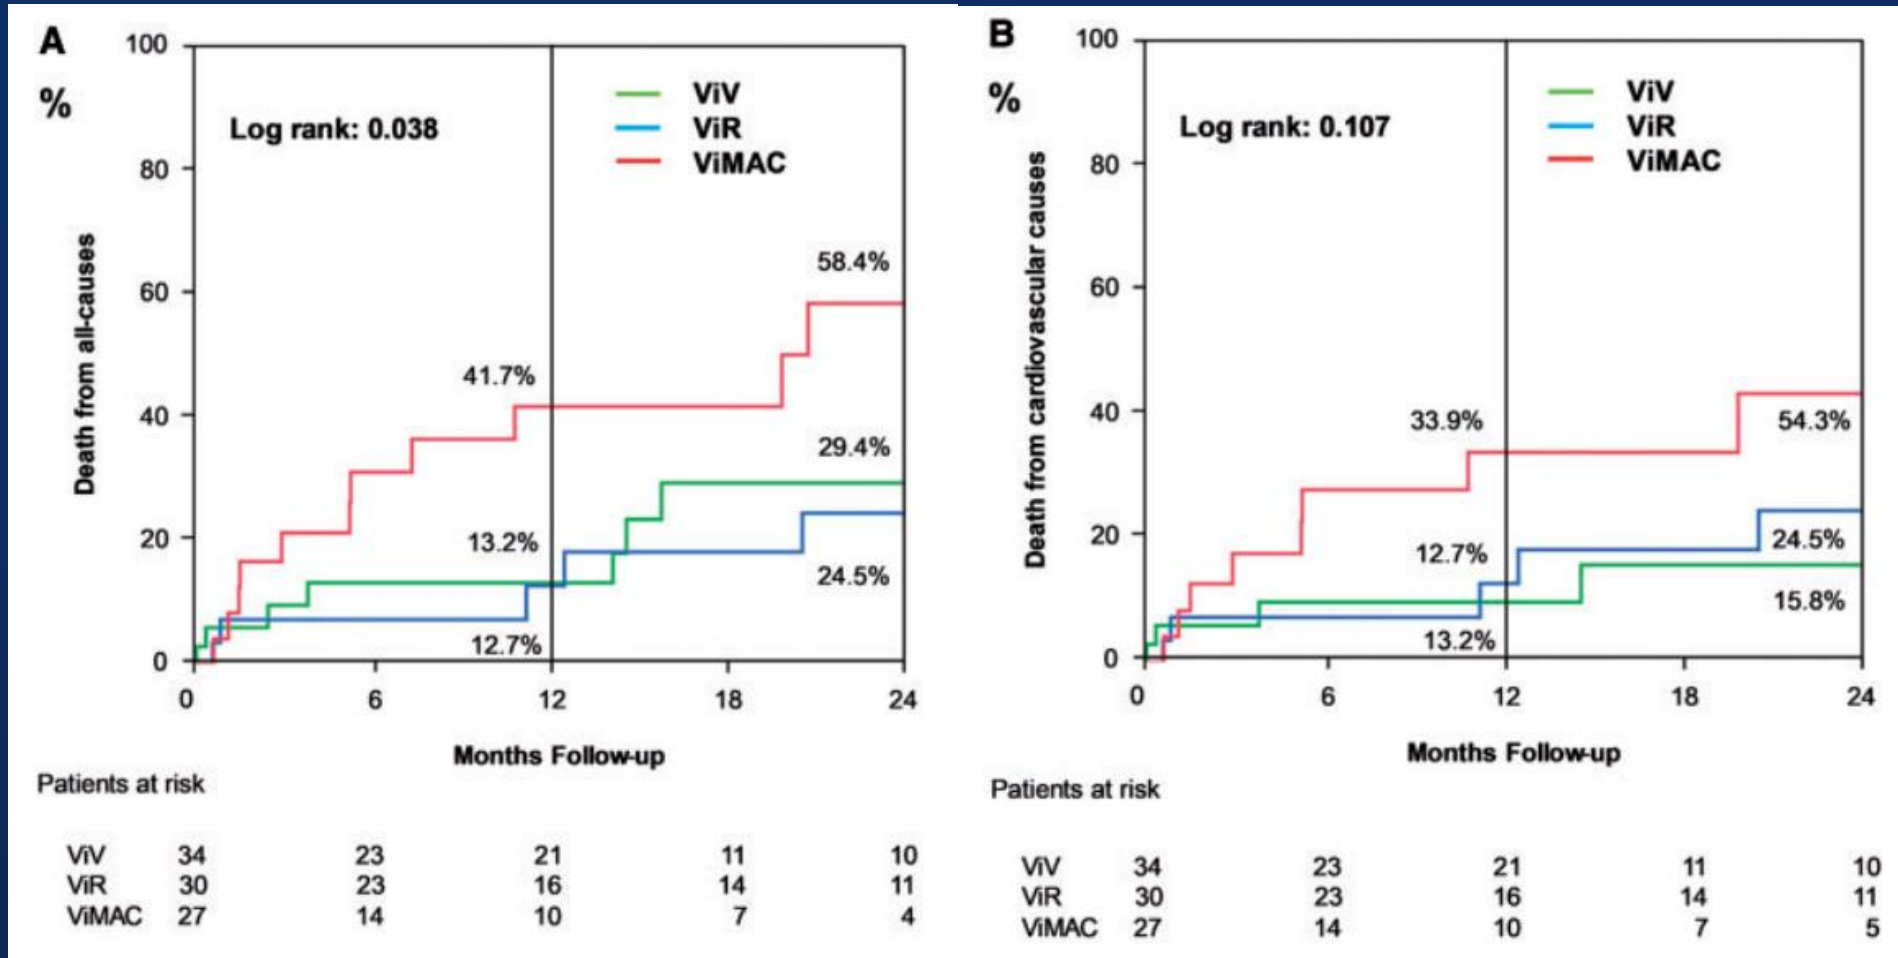 A
%
Death from all-causes
100
80
60
40
20
0
Log rank: 0.038
ViV
ViR
ViMAC
58.4%
41.7%
29.4%
13.2%
24.5%
12.7%
0 6 12 18 24
Months Follow-up
Patients at risk
ViV 34 23 21 11 10
ViR 30 23 16 14 11
ViMAC 27 14 10 7 4
B
%
Death from cardiovascular causes
100
80
60
40
20
0
Log rank: 0.107
ViV
ViR
ViMAC
33.9%
54.3%
12.7%
24.5%
15.8%
13.2%
0 6 12 18 24
Months Follow-up
Patients at risk
ViV 34 23 21 11 10
ViR 30 23 16 14 11
ViMAC 27 14 10 7 5